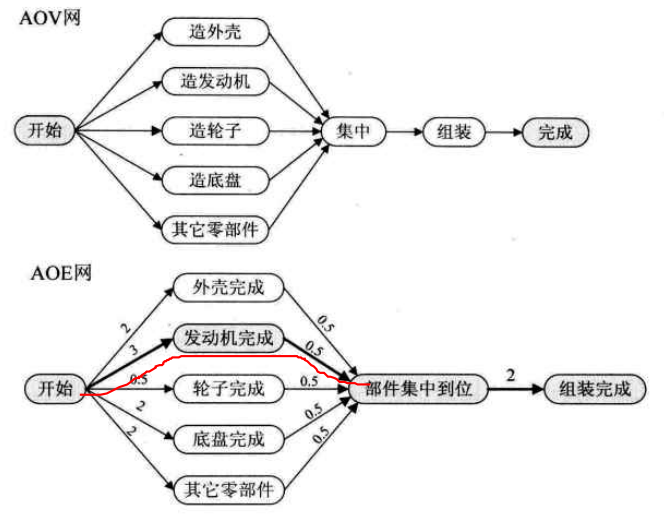 AOV网
造外壳
造发动机
开始 造轮子 集中 组装 完成
造底盘
其它零部件
AOE网
外壳完成
2 0.5
发动机完成
3 0.5
开始 0.5 轮子完成 0.5 部件集中到位 2 组装完成
2 0.5
底盘完成
2 0.5
其它零部件